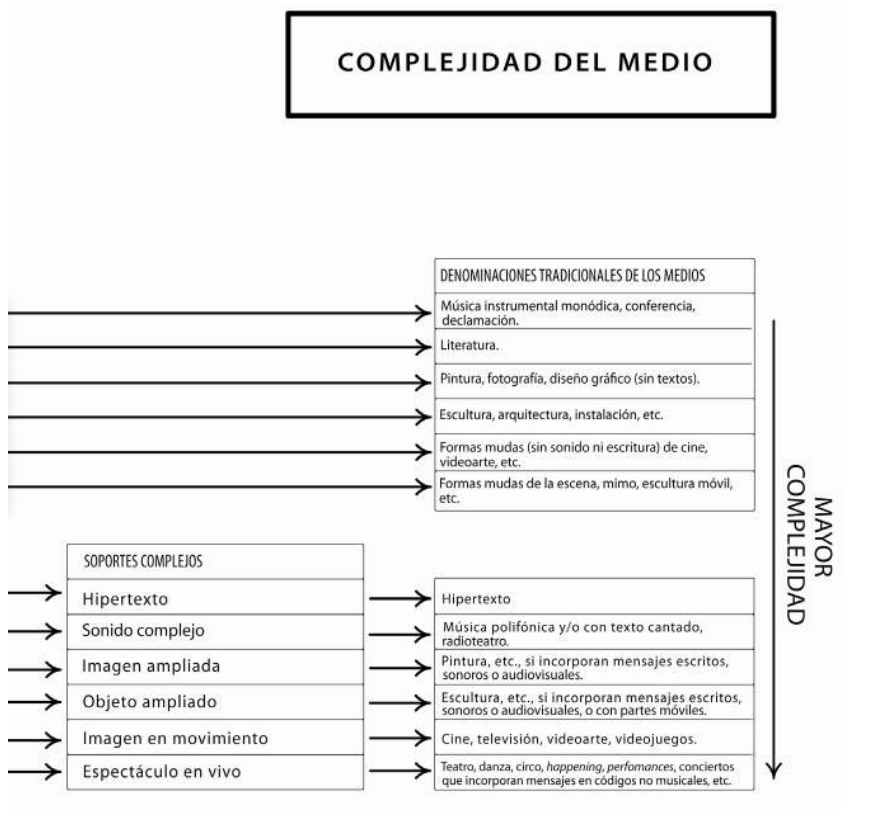 COMPLEJIDAD DEL MEDIO
DENOMINACIONES TRADICIONALES DE LOS MEDIOS
Música instrumental monódica, conferencia,
declamación.
Literatura.
Pintura, fotografía, diseño gráfico (sin textos).
Escultura, arquitectura, instalación, etc.
Formas mudas (sin sonido ni escritura) de cine,
videoarte, etc.
Formas mudas de la escena, mimo, escultura móvil,
etc.
MAYOR
COMPLEJIDAD
SOPORTES COMPLEJOS
Hipertexto
Sonido complejo
Imagen ampliada
Objeto ampliado
Imagen en movimiento
Espectáculo en vivo
Hipertexto
Música polifónica y/o con texto cantado,
radioteatro.
Pintura, etc., si incorporan mensajes escritos,
sonoros o audiovisuales.
Escultura, etc., si incorporan mensajes escritos,
sonoros o audiovisuales, o con partes móviles.
Cine, televisión, videoarte, videojuegos.
Teatro, danza, circo, happening, perfomances, conciertos
que incorporan mensajes en códigos no musicales, etc.